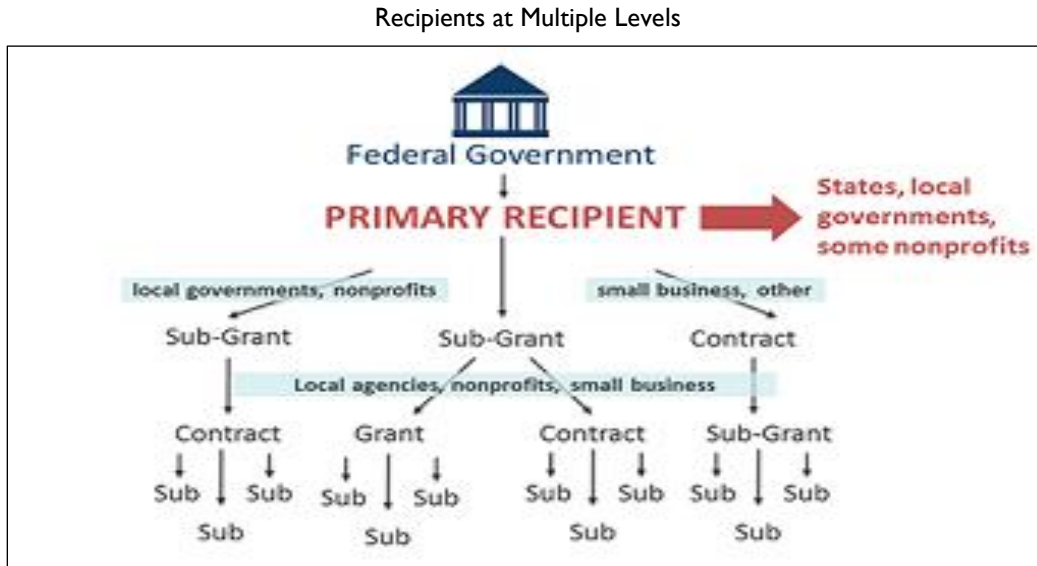 Recipients at Multiple Levels
Federal Government
PRIMARY RECIPIENT
States, local
governments,
some nonprofits
local governments, nonprofits
small business, other
Sub-Grant
Sub-Grant
Contract
Local agencies, nonprofits, small business
Contract
Grant
Contract
Sub-Grant
Sub
Sub
Sub
Sub
Sub
Sub
Sub
Sub
Sub
Sub
Sub
Sub